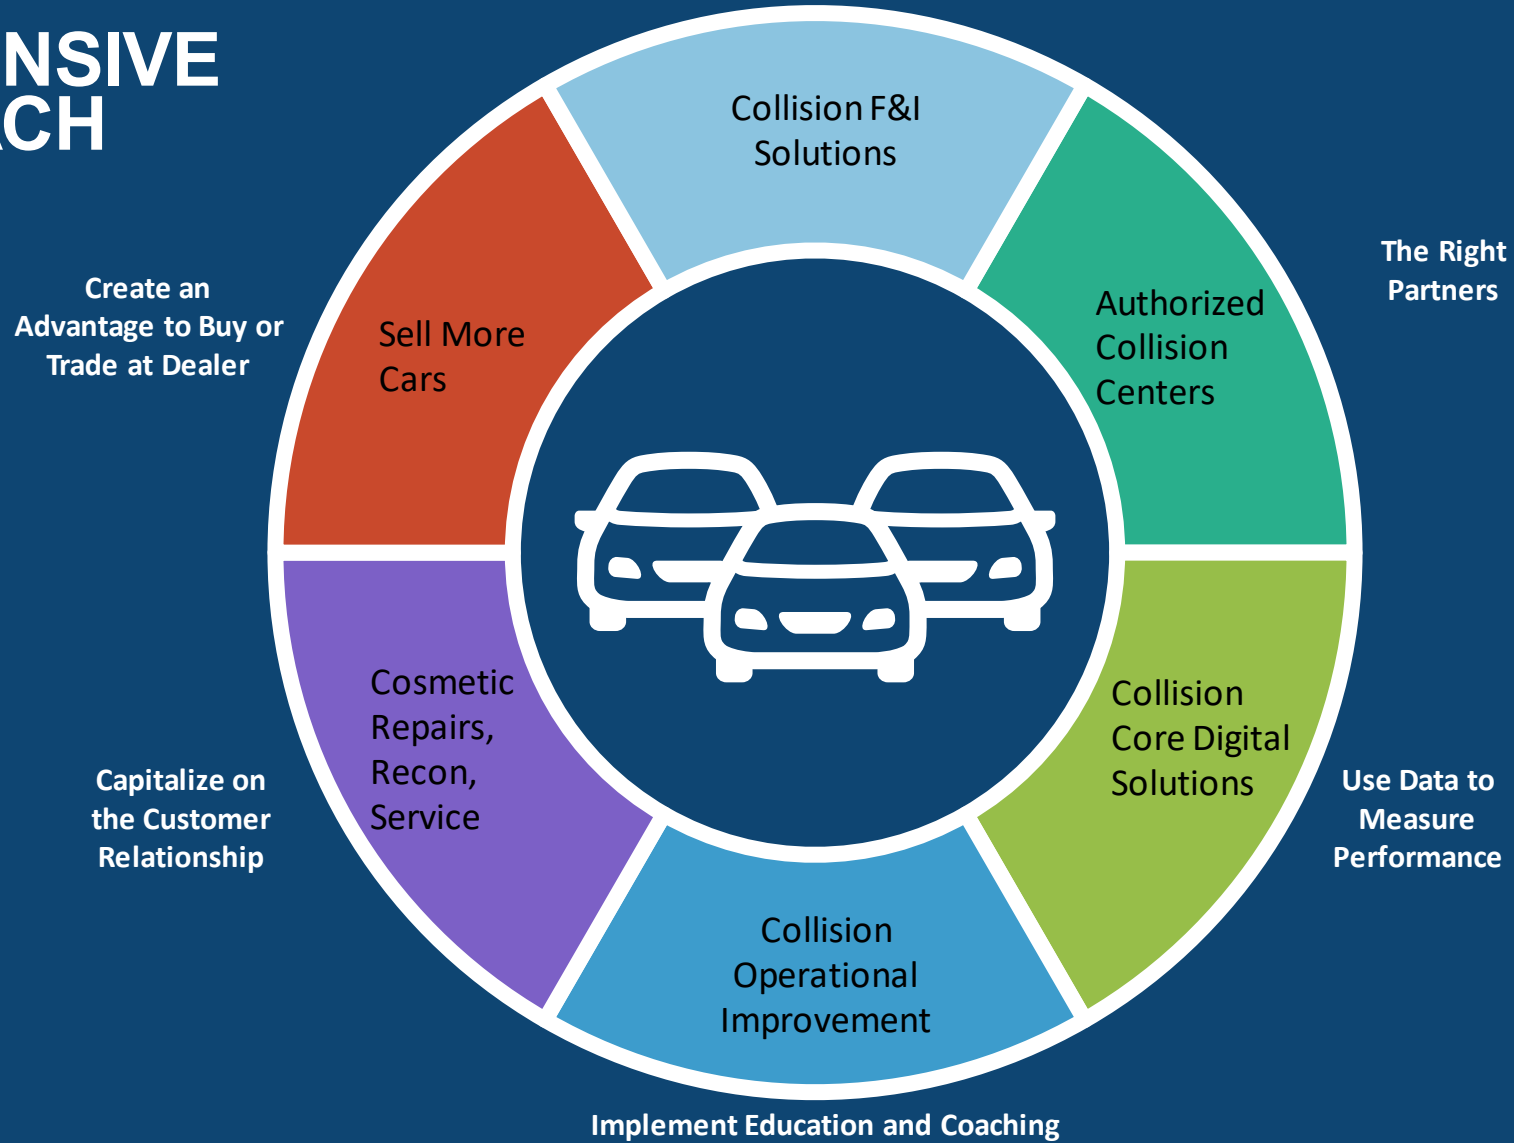 NSIVE
ACH
Collision F&I
Solutions
The Right
Partners
Create an
Advantage to Buy or
Trade at Dealer
Sell More
Cars
Authorized
Collision
Centers
Cosmetic
Repairs,
Recon,
Service
Collision
Core Digital
Solutions
Capitalize on
the Customer
Relationship
Use Data to
Measure
Performance
Collision
Operational
Improvement
Implement Education and Coaching